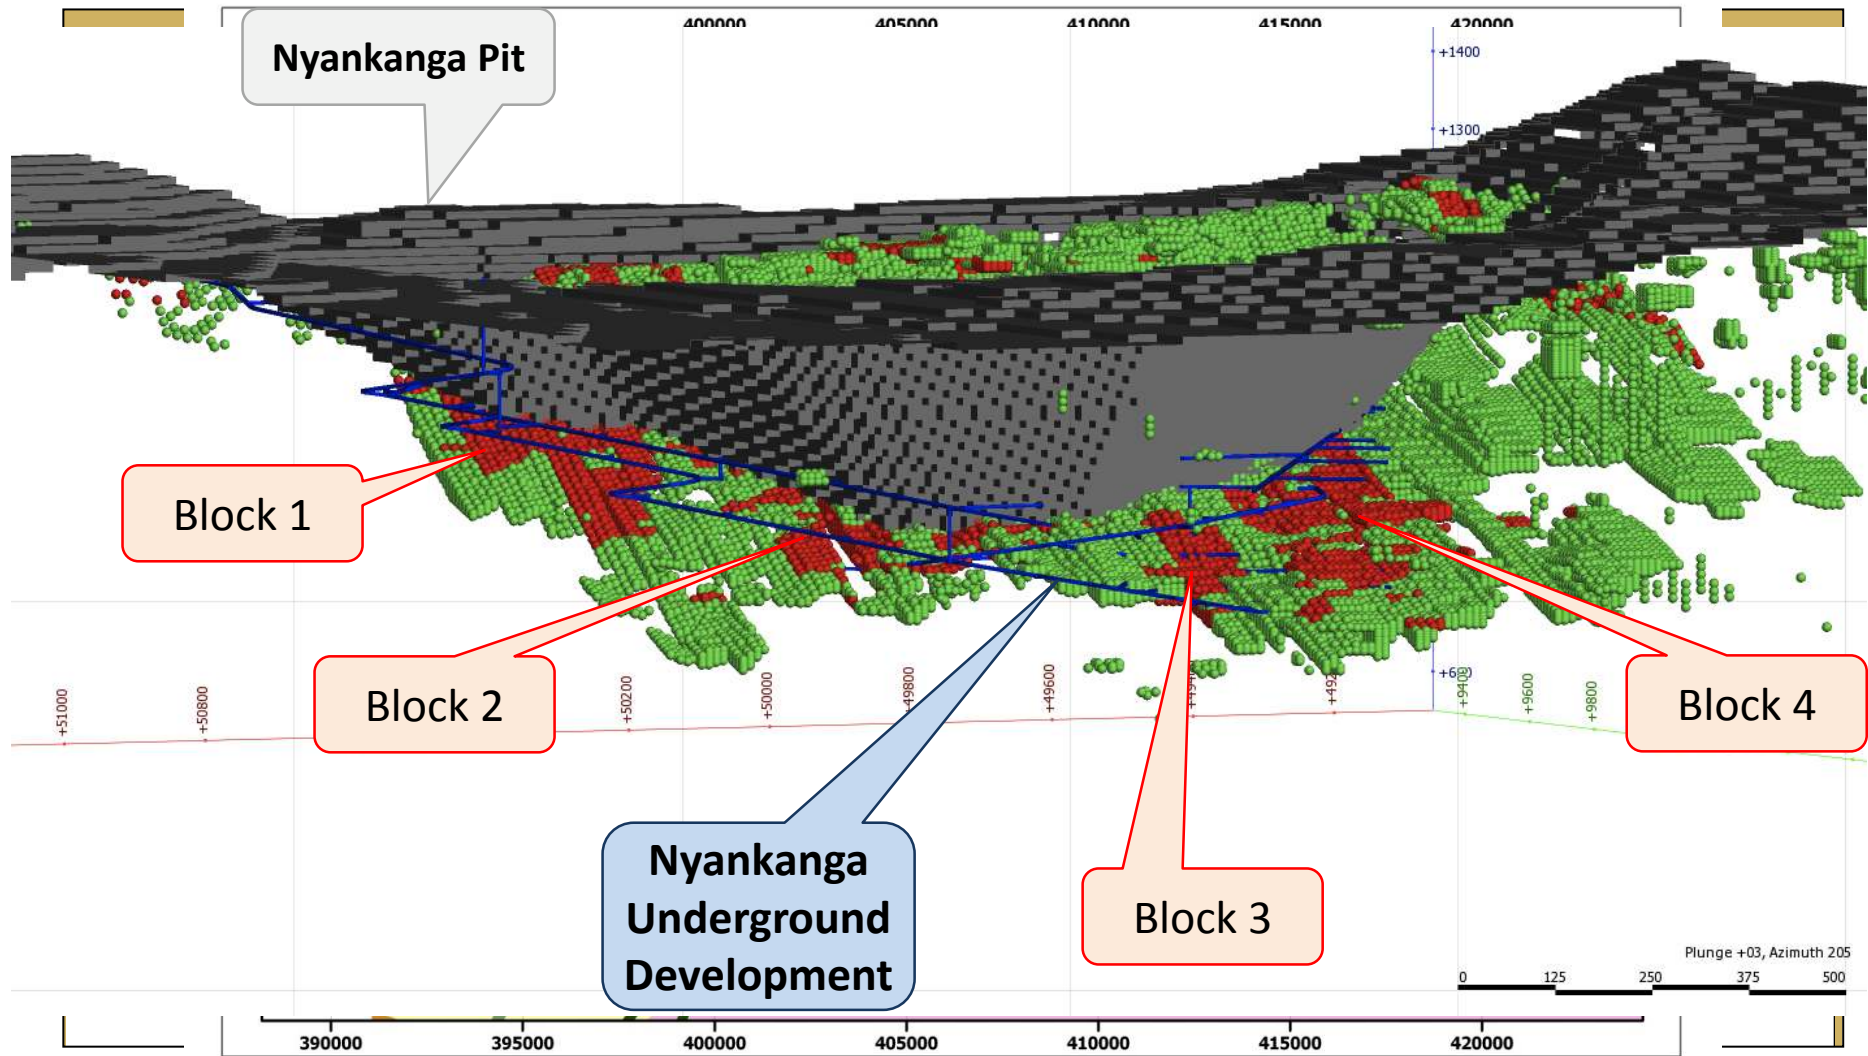 400000 405000 410000 415000 420000
Nyankanga Pit
+1400
+1300
Block 1
Block 2
Block 3
Block 4
Nyankanga
Underground
Development
+51000
+50800
+50200
+50000
+49800
+49600
+9400
+9600
+9800
Plunge +03, Azimuth 205
0 125 250 375 500
390000 395000 400000 405000 410000 415000 420000